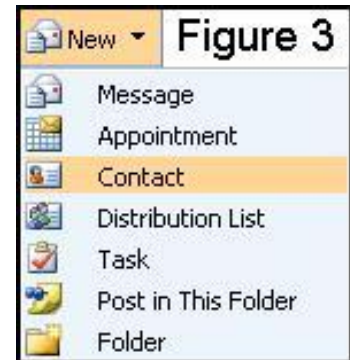 New Figure 3
Message
Appointment
Contact
Distribution List
Task
Post in This Folder
Folder